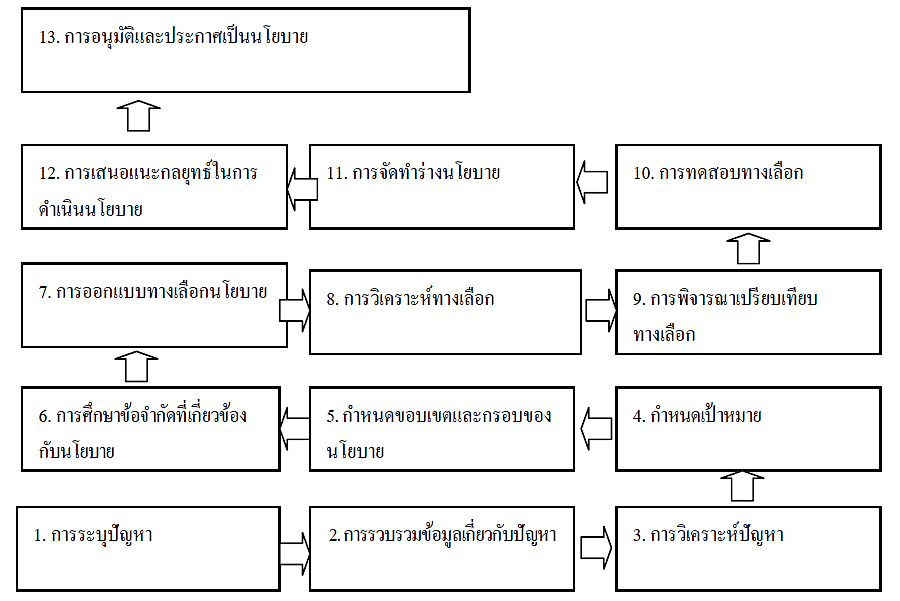 13. การอนุมัติและประกาศเป็นนโยบาย
12. การเสนอแนะกลยุทธ์ในการ
ดำเนินนโยบาย
11. การจัดทำร่างนโยบาย
10. การทดสอบทางเลือก
7. การออกแบบทางเลือกนโยบาย
8. การวิเคราะห์ทางเลือก
9. การพิจารณาเปรียบเทียบ
ทางเลือก
6. การศึกษาข้อจำกัดที่เกี่ยวข้อง
กับนโยบาย
5. กำหนดขอบเขตและกรอบของ
นโยบาย
4. กำหนดเป้าหมาย
1. การระบุปัญหา
2. การรวบรวมข้อมูลเกี่ยวกับปัญหา
3. การวิเคราะห์ปัญหา